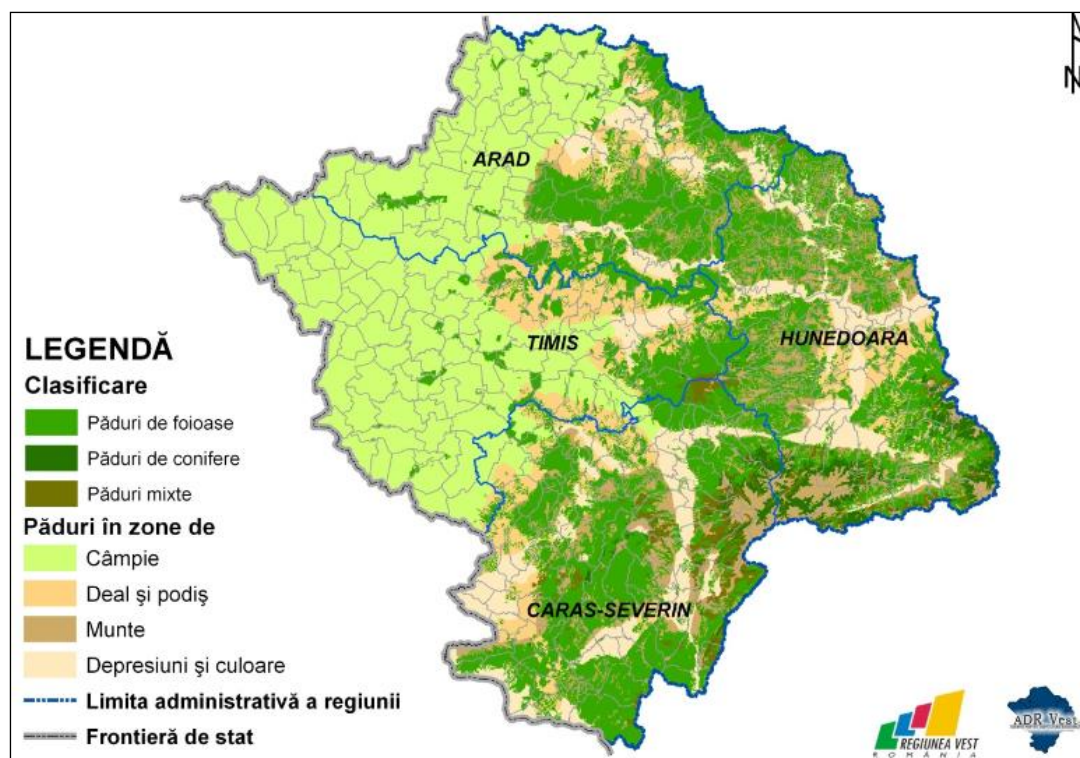 N
ARAD
TIMIS
HUNEDOARA
CARAS-SEVERIN
LEGENDĂ
Clasificare
Păduri de foioase
Păduri de conifere
Păduri mixte
Păduri în zone de
Câmpie
Deal şi podiş
Munte
Depresiuni şi culoare
Limita administrativă a regiunii
Frontieră de stat
REGIUNEA VEST
ROMÂNIA
ADR Vest